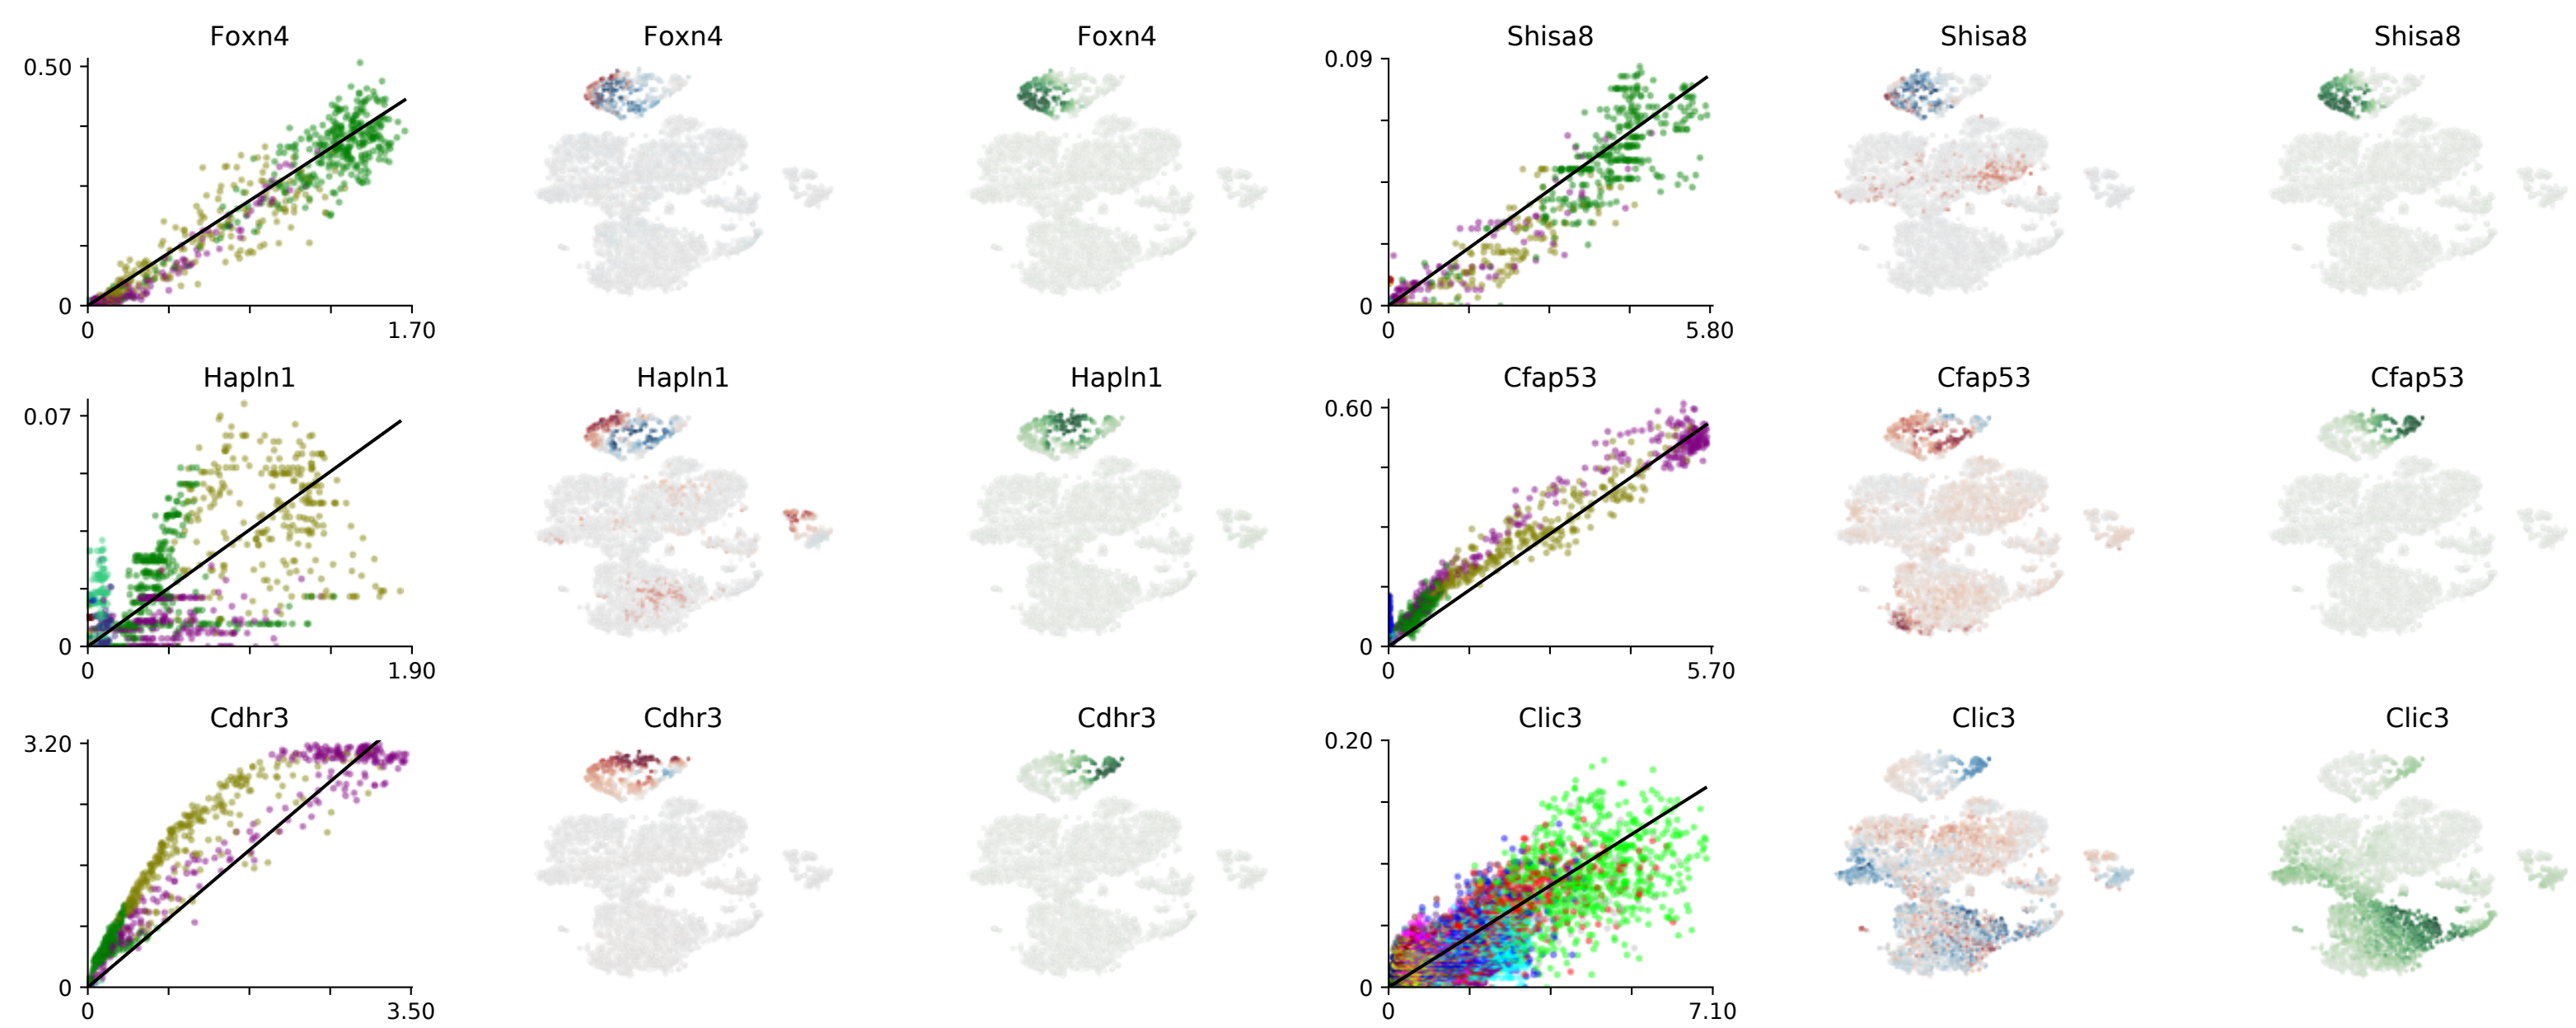 Foxn4 Foxn4 Foxn4 Shisa8 Shisa8 Shisa8
0.50 0.09
0 0
0 1.70 0 5.80
Hapln1 Hapln1 Hapln1 Cfap53 Cfap53 Cfap53
0.07 0.60
0 0
0 1.90 0 5.70
Cdhr3 Cdhr3 Cdhr3 Clic3 Clic3 Clic3
3.20 0.20
0 0
0 3.50 0 7.10